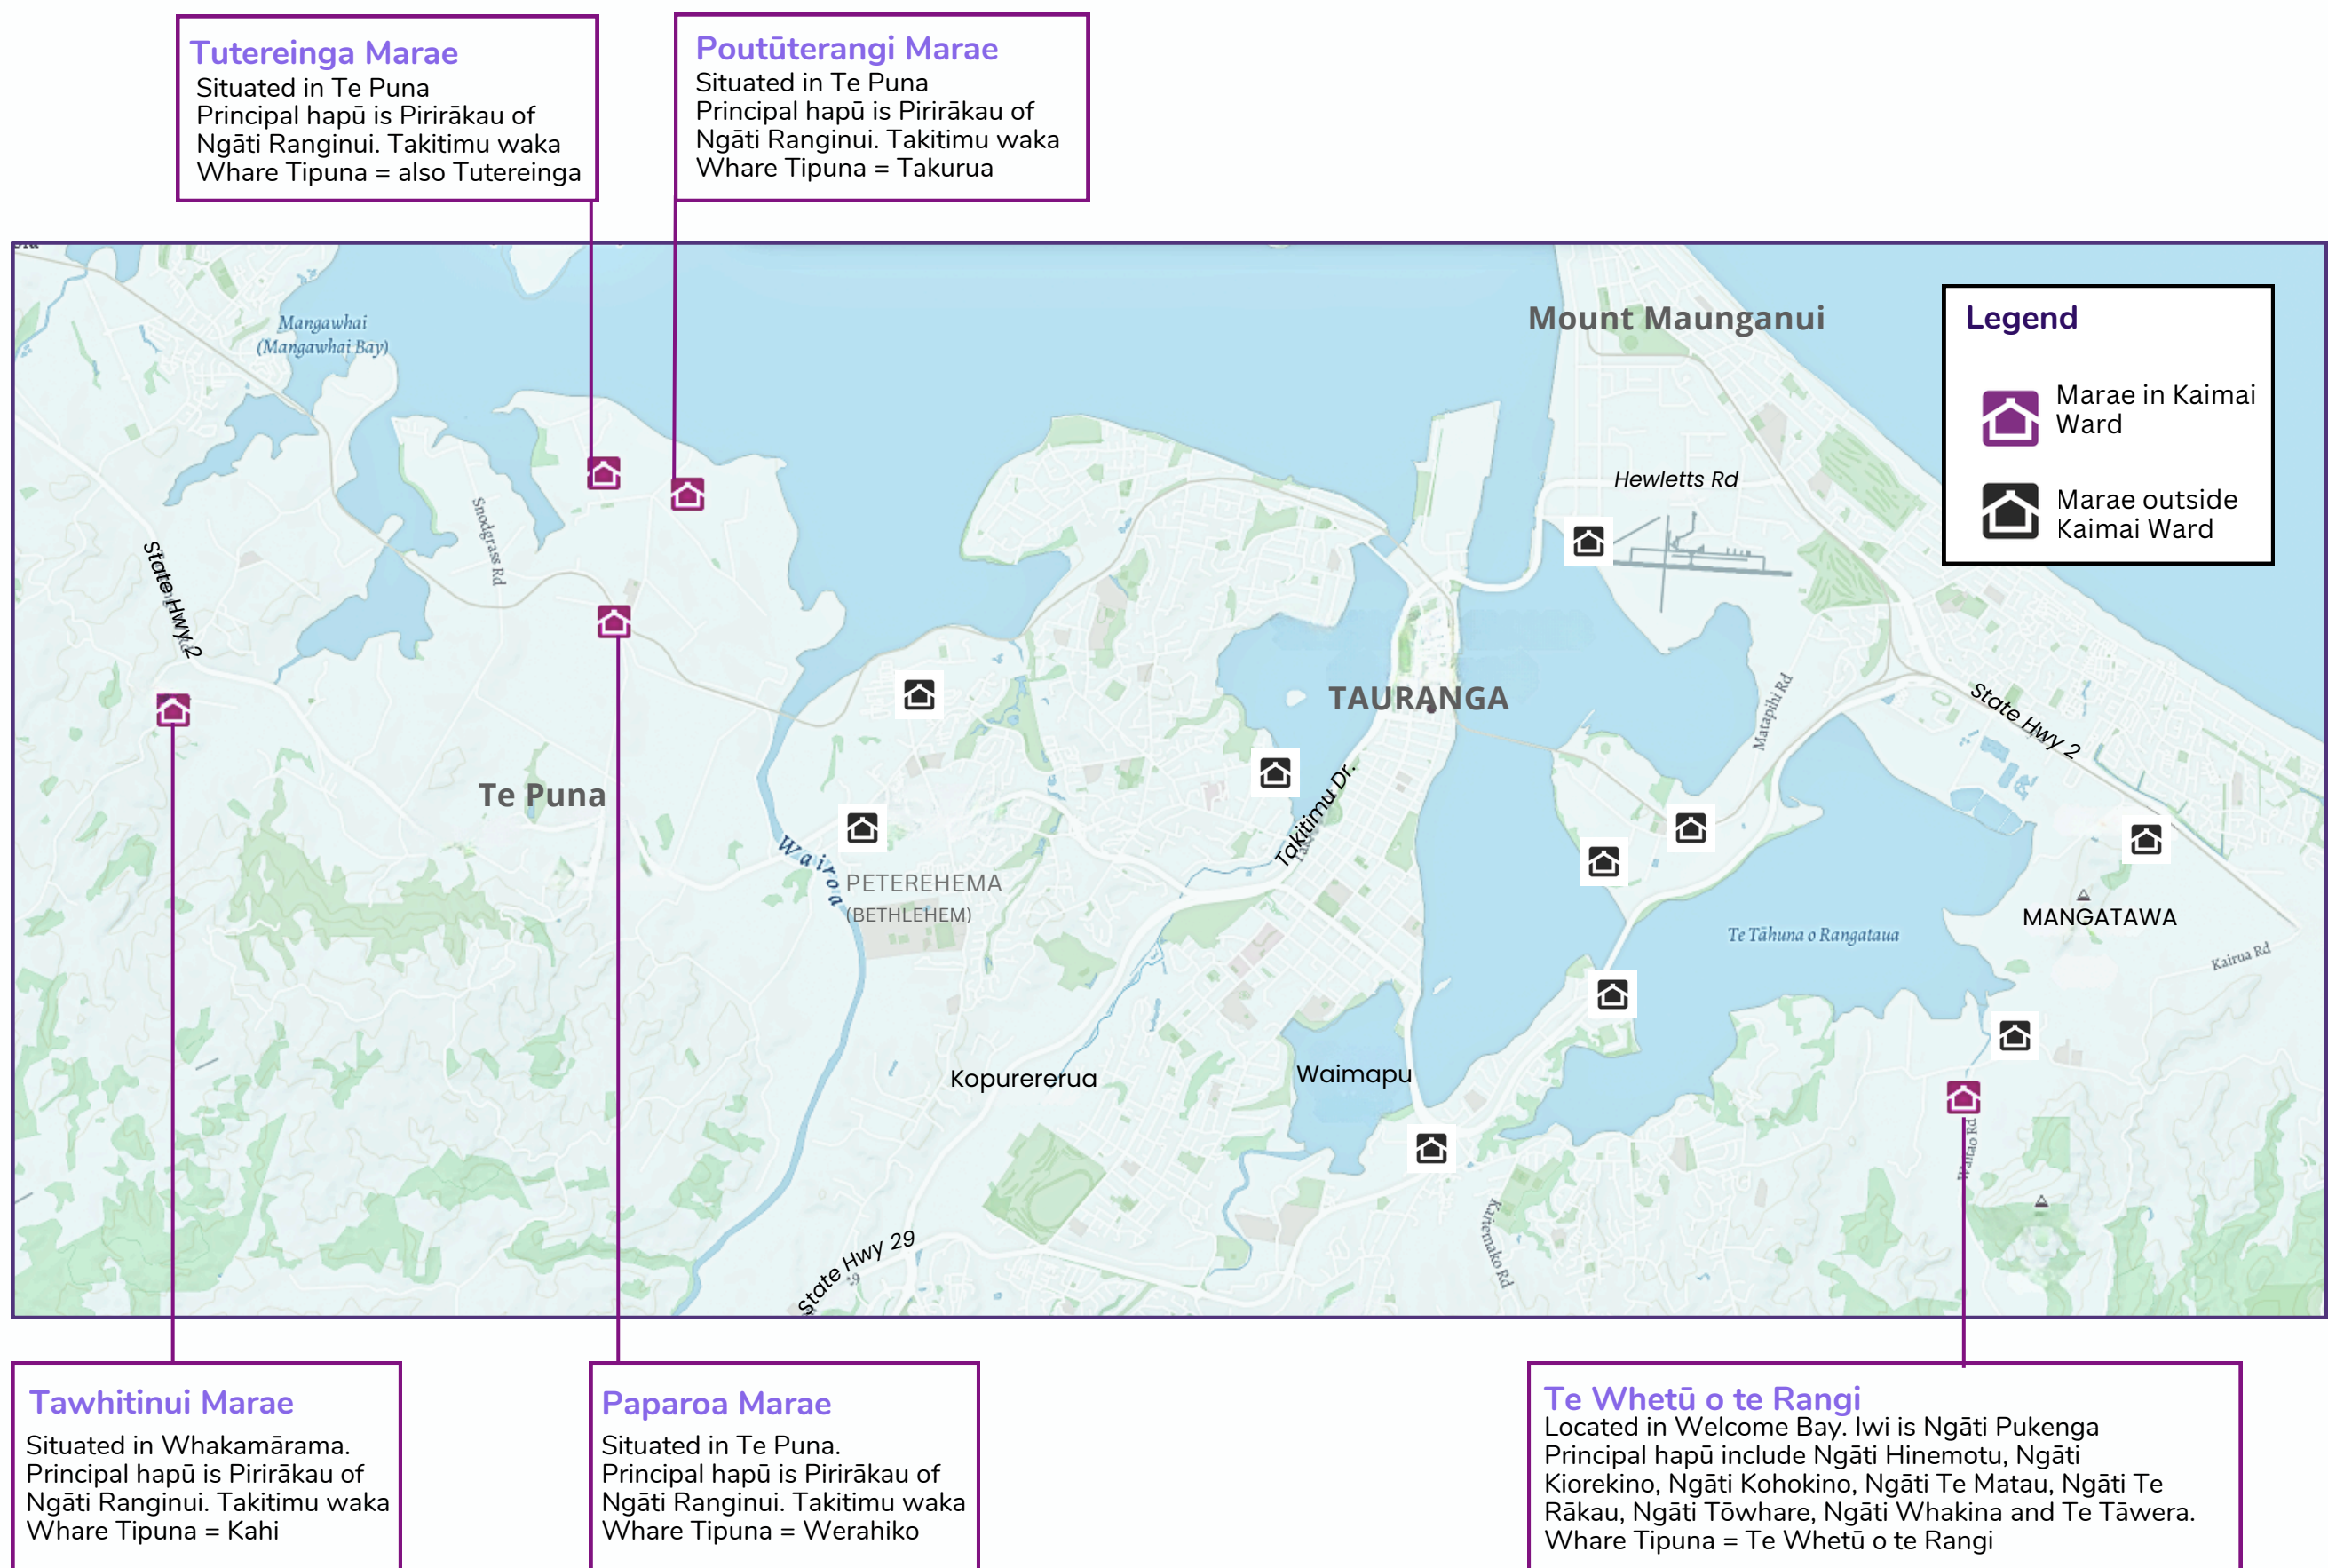 Tutereinga Marae
Situated in Te Puna
Principal hapū is Pirirākau of
Ngāti Ranginui. Takitimu waka
Whare Tipuna = also Tutereinga
Poutūterangi Marae
Situated in Te Puna
Principal hapū is Pirirākau of
Ngāti Ranginui. Takitimu waka
Whare Tipuna = Takurua
Mangawhai
(Mangawhai Bay)
Mount Maunganui
Legend
Marae in Kaimai
Ward
Marae outside
Kaimai Ward
Hewletts Rd
Snodgrass Rd
State Hwy 2
TAURANGA
Matapihi Rd
State Hwy 2
Te Puna
Takitimu Dr.
Wairoa
PETEREHEMA
(BETHLEHEM)
MANGATAWA
Te Tāhuna o Rangataua
Kairua Rd
Kopurererua
Waimapu
Waitao Rd
State Hwy 29
Kaitemako Rd
Tawhitinui Marae
Situated in Whakamārama.
Principal hapū is Pirirākau of
Ngāti Ranginui. Takitimu waka
Whare Tipuna = Kahi
Paparoa Marae
Situated in Te Puna.
Principal hapū is Pirirākau of
Ngāti Ranginui. Takitimu waka
Whare Tipuna = Werahiko
Te Whetū o te Rangi
Located in Welcome Bay. Iwi is Ngāti Pukenga
Principal hapū include Ngāti Hinemotu, Ngāti
Kiorekino, Ngāti Kohokino, Ngāti Te Matau, Ngāti Te
Rākau, Ngāti Tōwhare, Ngāti Whakina and Te Tāwera.
Whare Tipuna = Te Whetū o te Rangi